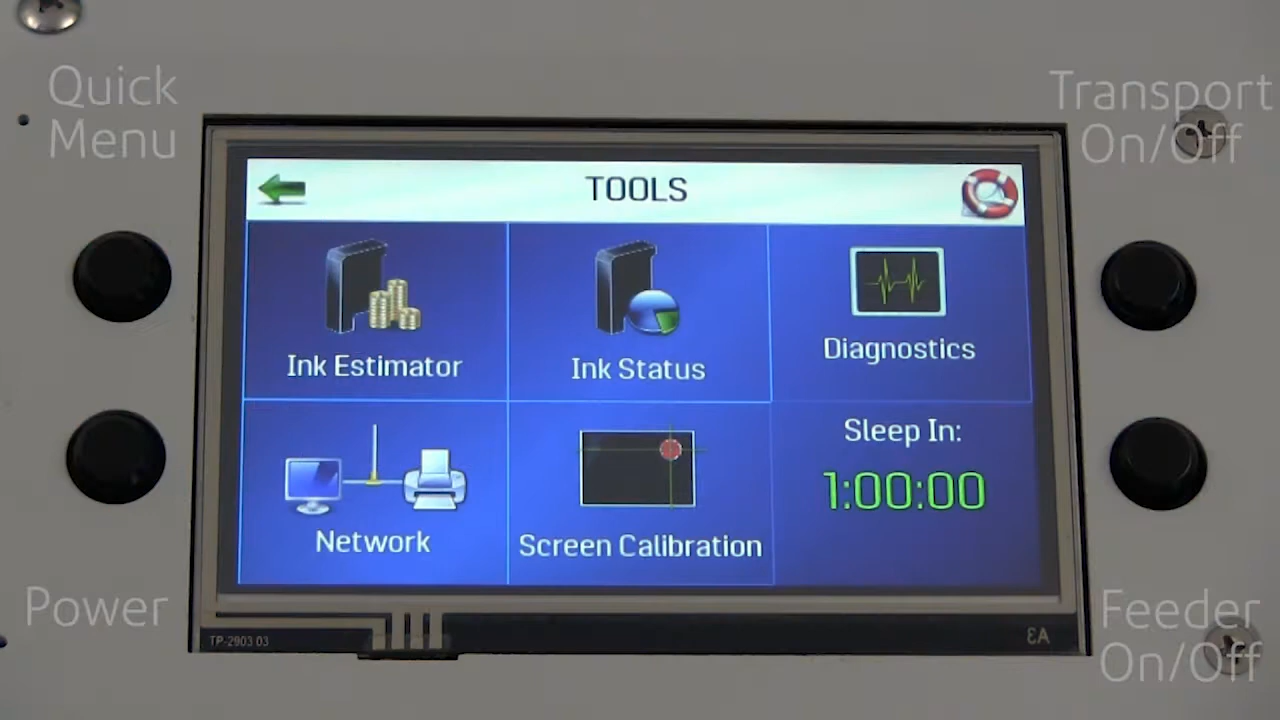 Quick
Menu
Transport
On/Off
TOOLS
Ink Estimator
Ink Status
Diagnostics
Network
Screen Calibration
Sleep In:
1:00:00
Power
Feeder
On/Off
TP-2903 03
A3